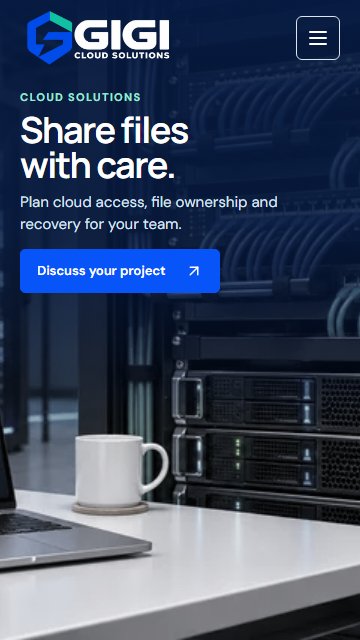 GIGI
CLOUD SOLUTIONS
CLOUD SOLUTIONS
Share files
with care.
Plan cloud access, file ownership and
recovery for your team.
Discuss your project